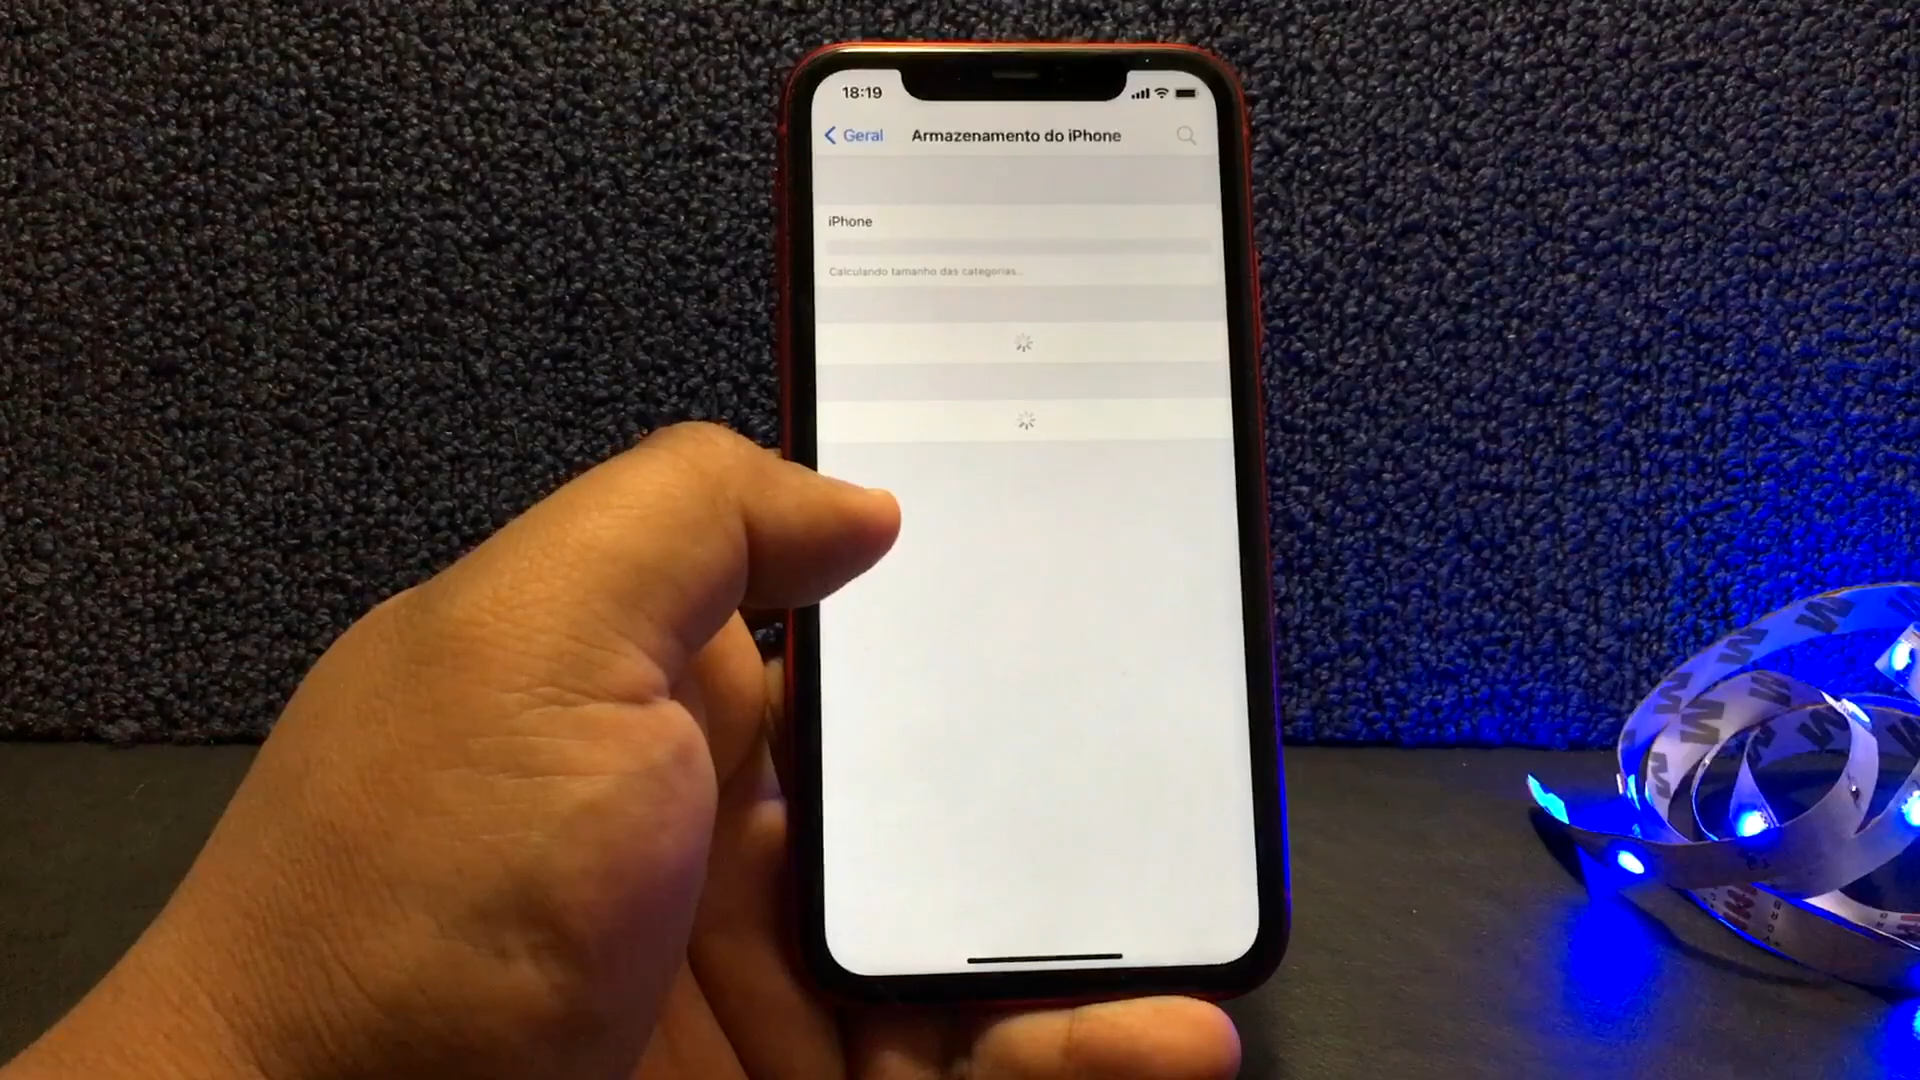 18:19
Geral
Armazenamento do iPhone
iPhone
Calculando tamanho das categorias...